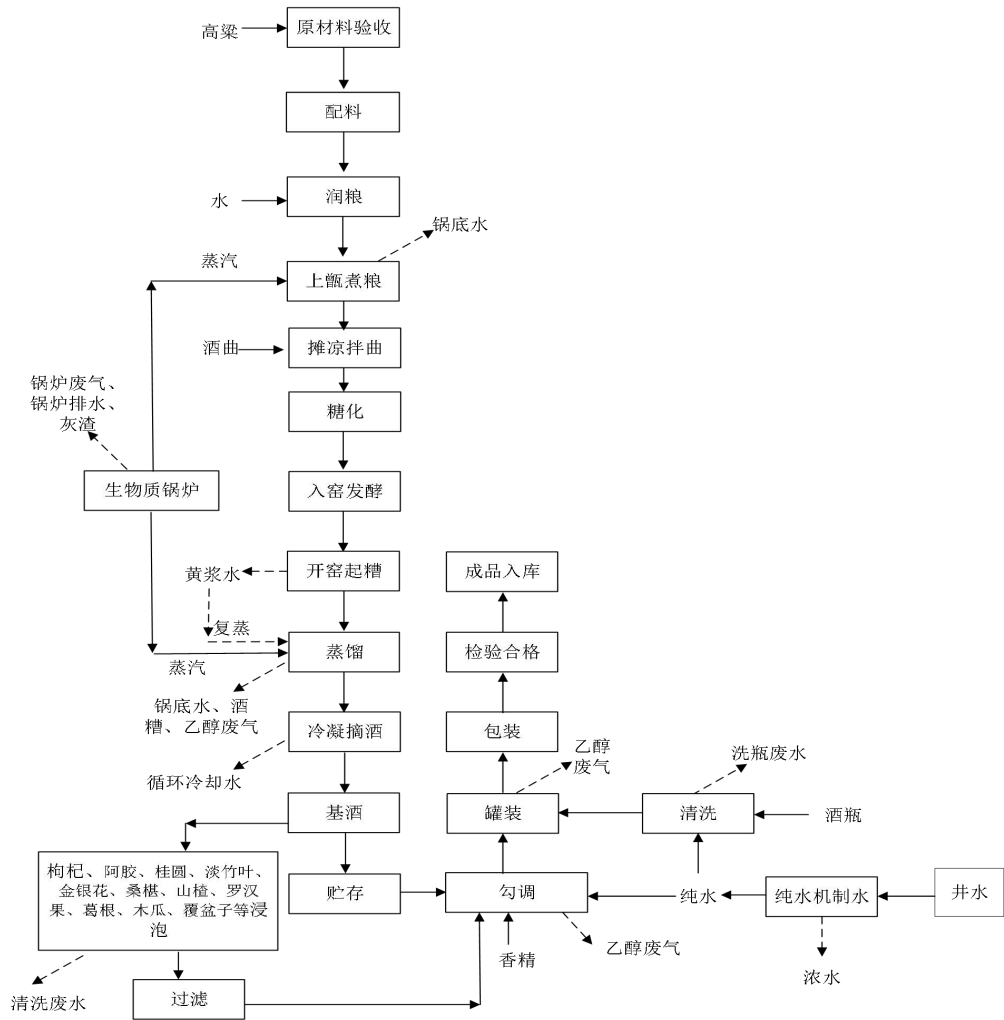 高粱
原材料验收
配料
水
润粮
锅底水
蒸汽
上甑煮粮
酒曲
摊凉拌曲
锅炉废气、
锅炉排水、
灰渣
糖化
生物质锅炉
入窑发酵
黄浆水
开窑起糟
成品入库
复蒸
蒸馏
检验合格
蒸汽
锅底水、酒
糟、乙醇废气
冷凝摘酒
包装
乙醇
废气
洗瓶废水
循环冷却水
基酒
罐装
清洗
酒瓶
枸杞、阿胶、桂圆、淡竹叶、
金银花、桑椹、山楂、罗汉
果、葛根、木瓜、覆盆子等浸
泡
贮存
勾调
纯水
纯水机制水
井水
香精
乙醇废气
浓水
清洗废水
过滤